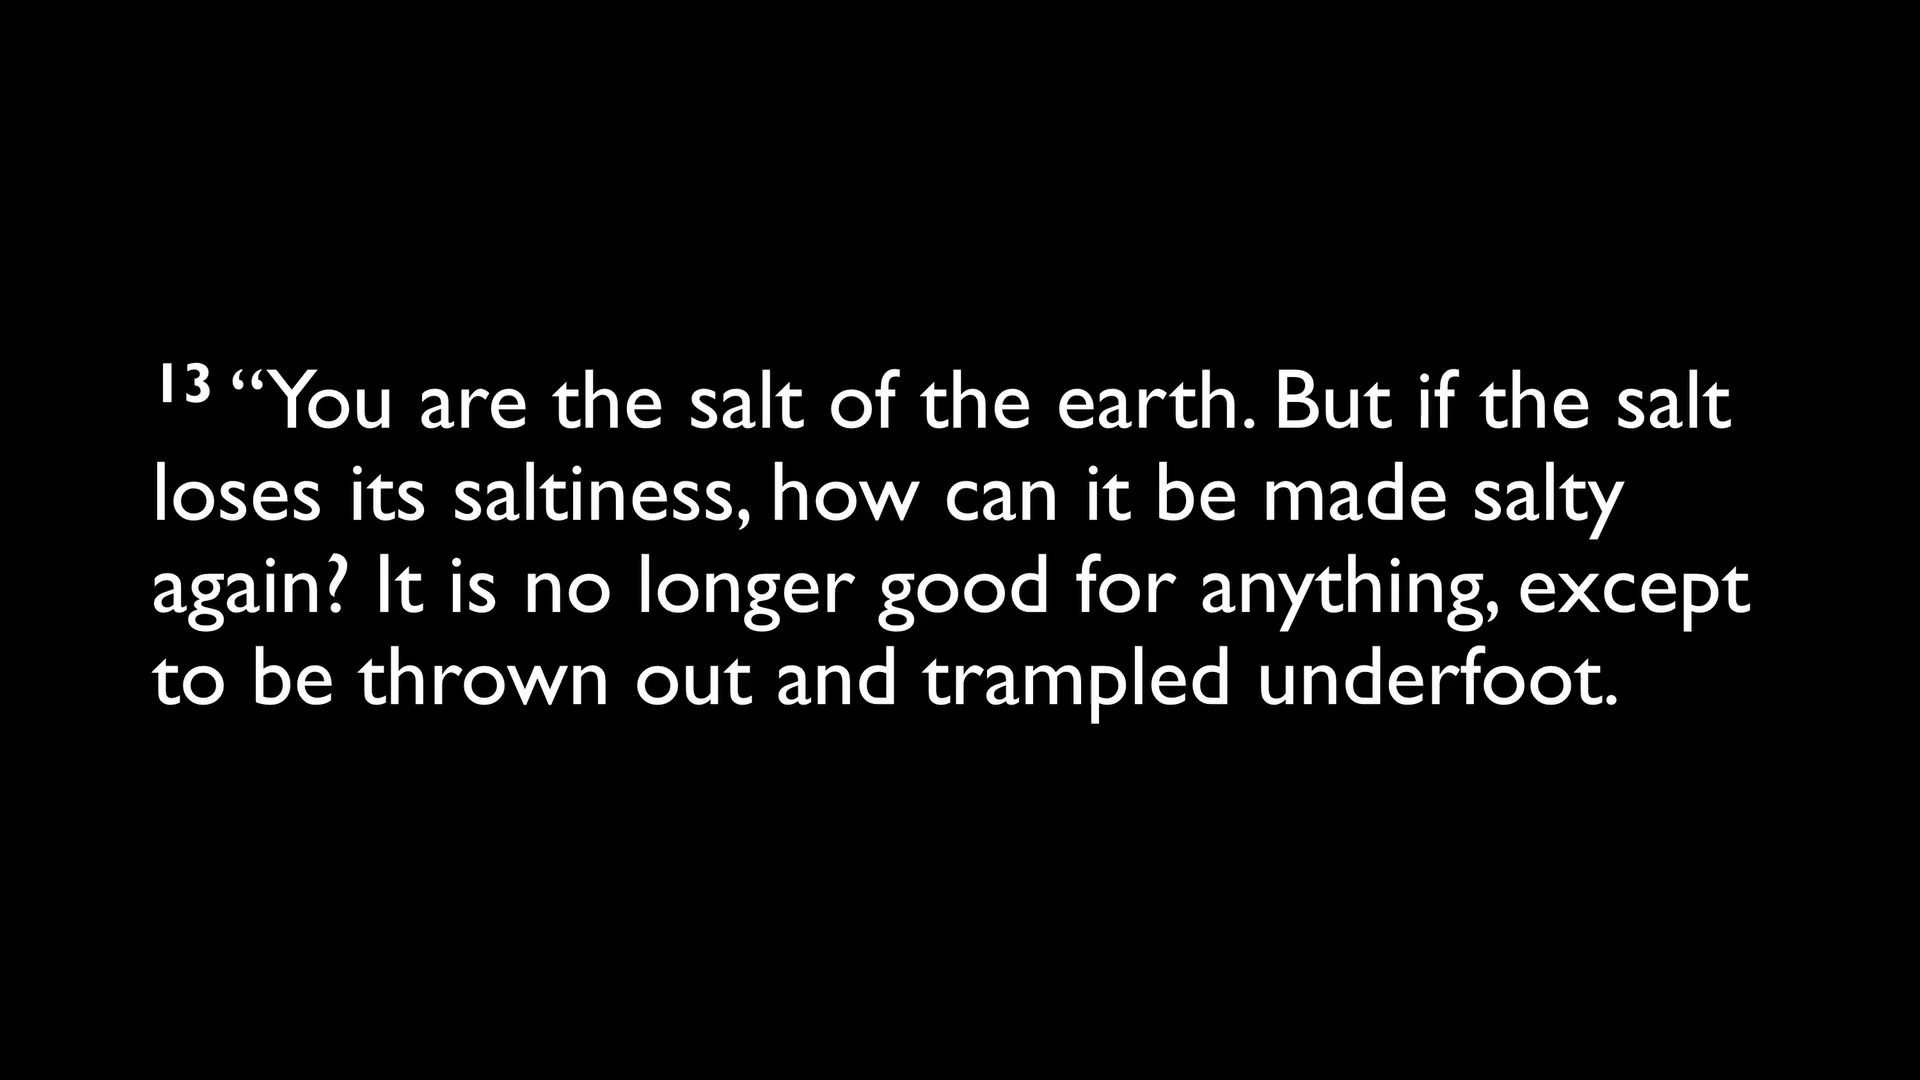 13 “You are the salt of the earth. But if the salt
loses its saltiness, how can it be made salty
again? It is no longer good for anything, except
to be thrown out and trampled underfoot.